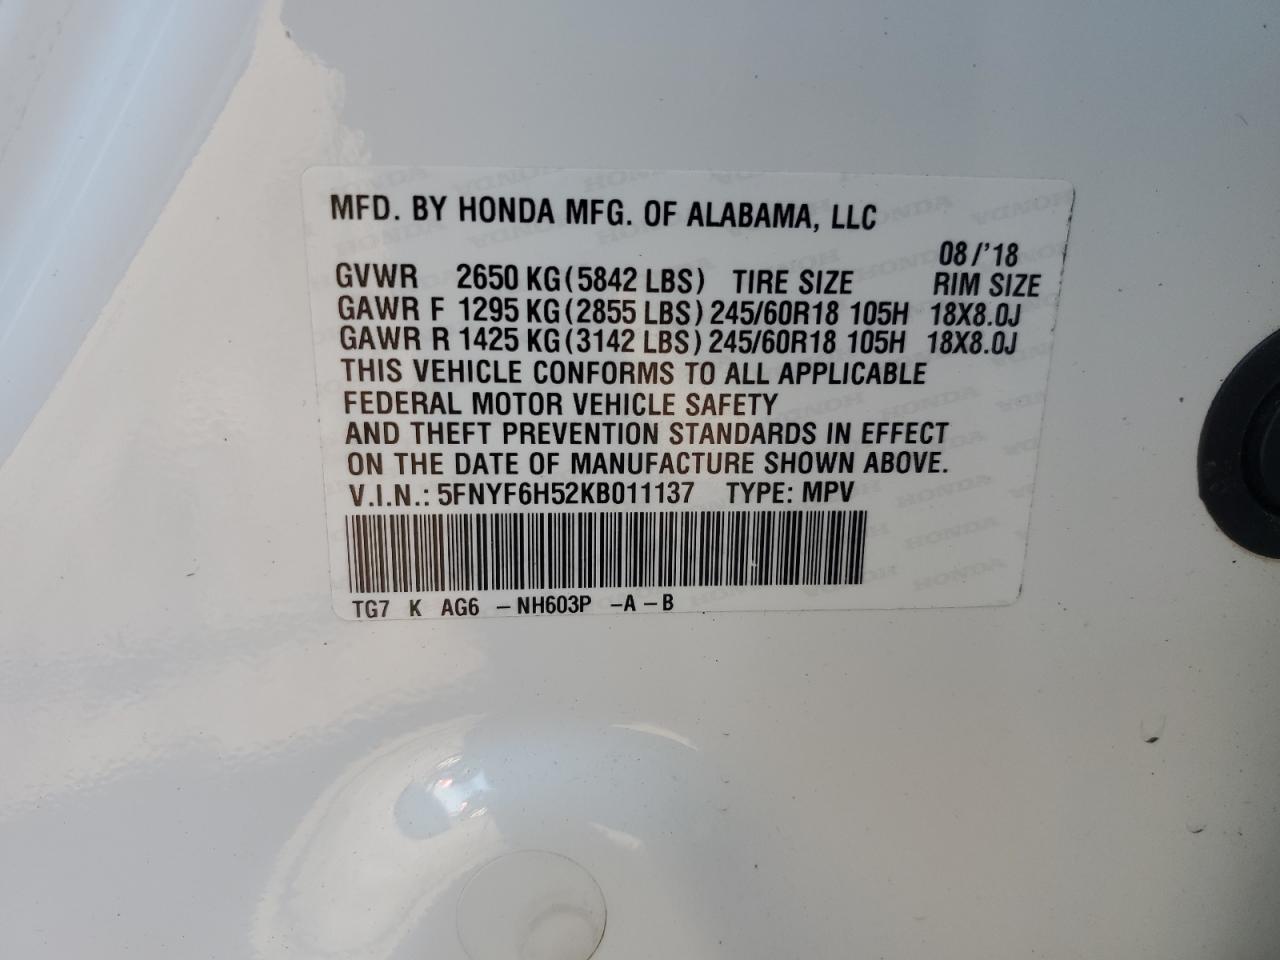 MFD. BY HONDA MFG. OF ALABAMA, LLC
08/'18
GVWR 2650 KG (5842 LBS) TIRE SIZE RIM SIZE
GAWR F 1295 KG (2855 LBS) 245/60R18 105H 18X8.0J
GAWR R 1425 KG (3142 LBS) 245/60R18 105H 18X8.0J
THIS VEHICLE CONFORMS TO ALL APPLICABLE
FEDERAL MOTOR VEHICLE SAFETY
AND THEFT PREVENTION STANDARDS IN EFFECT
ON THE DATE OF MANUFACTURE SHOWN ABOVE.
V.I.N.: 5FNYF6H52KB011137 TYPE: MPV
TG7 K AG6 -NH603P -A-B